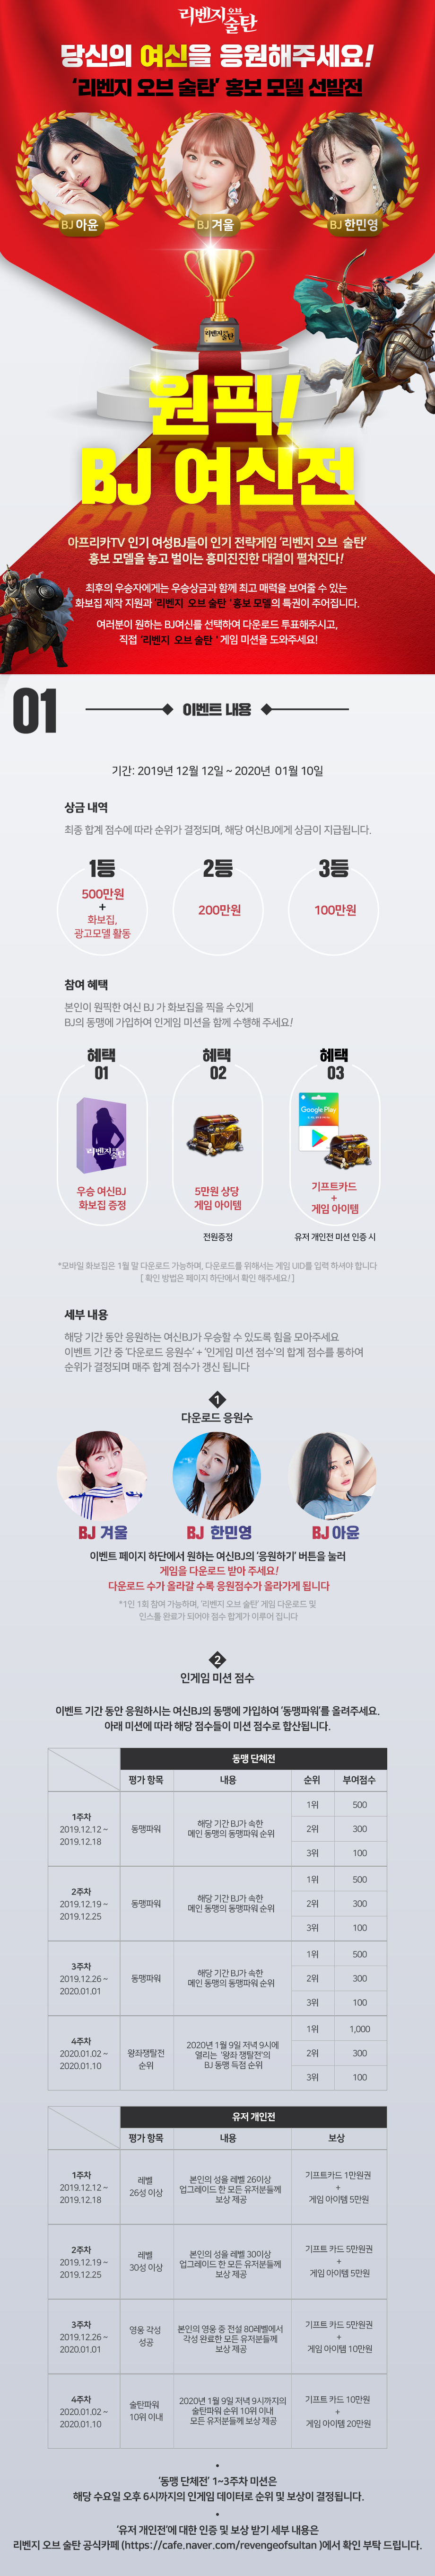 리벤지 오브 술탄
당신의 여신을 응원해주세요!
‘리벤지 오브 술탄’ 홍보 모델 선발전
BJ 아윤
BJ 겨울
BJ 한민영
리벤지 오브 술탄
원픽!
BJ 여신전
아프리카TV 인기 여성BJ들이 인기 전략게임 ‘리벤지 오브 술탄’
홍보 모델을 놓고 벌이는 흥미진진한 대결이 펼쳐진다!
최후의 우승자에게는 우승상금과 함께 최고 매력을 보여줄 수 있는
화보집 제작 지원과 ‘리벤지 오브 술탄 ‘ 홍보 모델의 특권이 주어집니다.
여러분이 원하는 BJ여신를 선택하여 다운로드 투표해주시고,
직접 ‘리벤지 오브 술탄 ‘ 게임 미션을 도와주세요!
01
이벤트 내용
기간: 2019년 12월 12일 ~ 2020년 01월 10일
상금 내역
최종 합계 점수에 따라 순위가 결정되며, 해당 여신BJ에게 상금이 지급됩니다.
1등
500만원
+
화보집,
광고모델 활동
2등
200만원
3등
100만원
참여 혜택
본인이 원픽한 여신 BJ 가 화보집을 찍을 수있게
BJ의 동맹에 가입하여 인게임 미션을 함께 수행해 주세요!
혜택
01
리벤지 오브 술탄
우승 여신BJ
화보집 증정
혜택
02
5만원 상당
게임 아이템
전원증정
혜택
03
Google Play
기프트카드
+
게임 아이템
유저 개인전 미션 인증 시
*모바일 화보집은 1월 말 다운로드 가능하며, 다운로드를 위해서는 게임 UID를 입력 하셔야 합니다
[ 확인 방법은 페이지 하단에서 확인 해주세요! ]
세부 내용
해당 기간 동안 응원하는 여신BJ가 우승할 수 있도록 힘을 모아주세요
이벤트 기간 중 ‘다운로드 응원수’ + ‘인게임 미션 점수’의 합계 점수를 통하여
순위가 결정되며 매주 합계 점수가 갱신 됩니다
1
다운로드 응원수
BJ 겨울
BJ 한민영
BJ 아윤
이벤트 페이지 하단에서 원하는 여신BJ의 ‘응원하기’ 버튼을 눌러
게임을 다운로드 받아 주세요!
다운로드 수가 올라갈 수록 응원점수가 올라가게 됩니다
*1인 1회 참여 가능하며, ‘리벤지 오브 술탄’ 게임 다운로드 및
인스톨 완료가 되어야 점수 합계가 이루어 집니다
2
인게임 미션 점수
이벤트 기간 동안 응원하시는 여신BJ의 동맹에 가입하여 ‘동맹파워’를 올려주세요.
아래 미션에 따라 해당 점수들이 미션 점수로 합산됩니다.
동맹 단체전
평가 항목 내용 순위 부여점수
1주차
2019.12.12 ~
2019.12.18
동맹파워
해당 기간 BJ가 속한
메인 동맹의 동맹파워 순위
1위 500
2위 300
3위 100
2주차
2019.12.19 ~
2019.12.25
동맹파워
해당 기간 BJ가 속한
메인 동맹의 동맹파워 순위
1위 500
2위 300
3위 100
3주차
2019.12.26 ~
2020.01.01
동맹파워
해당 기간 BJ가 속한
메인 동맹의 동맹파워 순위
1위 500
2위 300
3위 100
4주차
2020.01.02 ~
2020.01.10
왕좌쟁탈전
순위
2020년 1월 9일 저녁 9시에
열리는 ‘왕좌 쟁탈전’의
BJ 동맹 득점 순위
1위 1,000
2위 300
3위 100
유저 개인전
평가 항목 내용 보상
1주차
2019.12.12 ~
2019.12.18
레벨
26성 이상
본인의 성을 레벨 26이상
업그레이드 한 모든 유저분들께
보상 제공
기프트카드 1만원권
+
게임 아이템 5만원
2주차
2019.12.19 ~
2019.12.25
레벨
30성 이상
본인의 성을 레벨 30이상
업그레이드 한 모든 유저분들께
보상 제공
기프트 카드 5만원권
+
게임 아이템 5만원
3주차
2019.12.26 ~
2020.01.01
영웅 각성
성공
본인의 영웅 중 전설 80레벨에서
각성 완료한 모든 유저분들께
보상 제공
기프트 카드 5만원권
+
게임 아이템 10만원
4주차
2020.01.02 ~
2020.01.10
술탄파워
10위 이내
2020년 1월 9일 저녁 9시까지의
술탄파워 순위 10위 이내
모든 유저분들께 보상 제공
기프트 카드 10만원
+
게임 아이템 20만원
•
‘동맹 단체전’ 1~3주차 미션은
해당 수요일 오후 6시까지의 인게임 데이터로 순위 및 보상이 결정됩니다.
•
‘유저 개인전’에 대한 인증 및 보상 받기 세부 내용은
리벤지 오브 술탄 공식카페 (https://cafe.naver.com/revengeofsultan )에서 확인 부탁 드립니다.